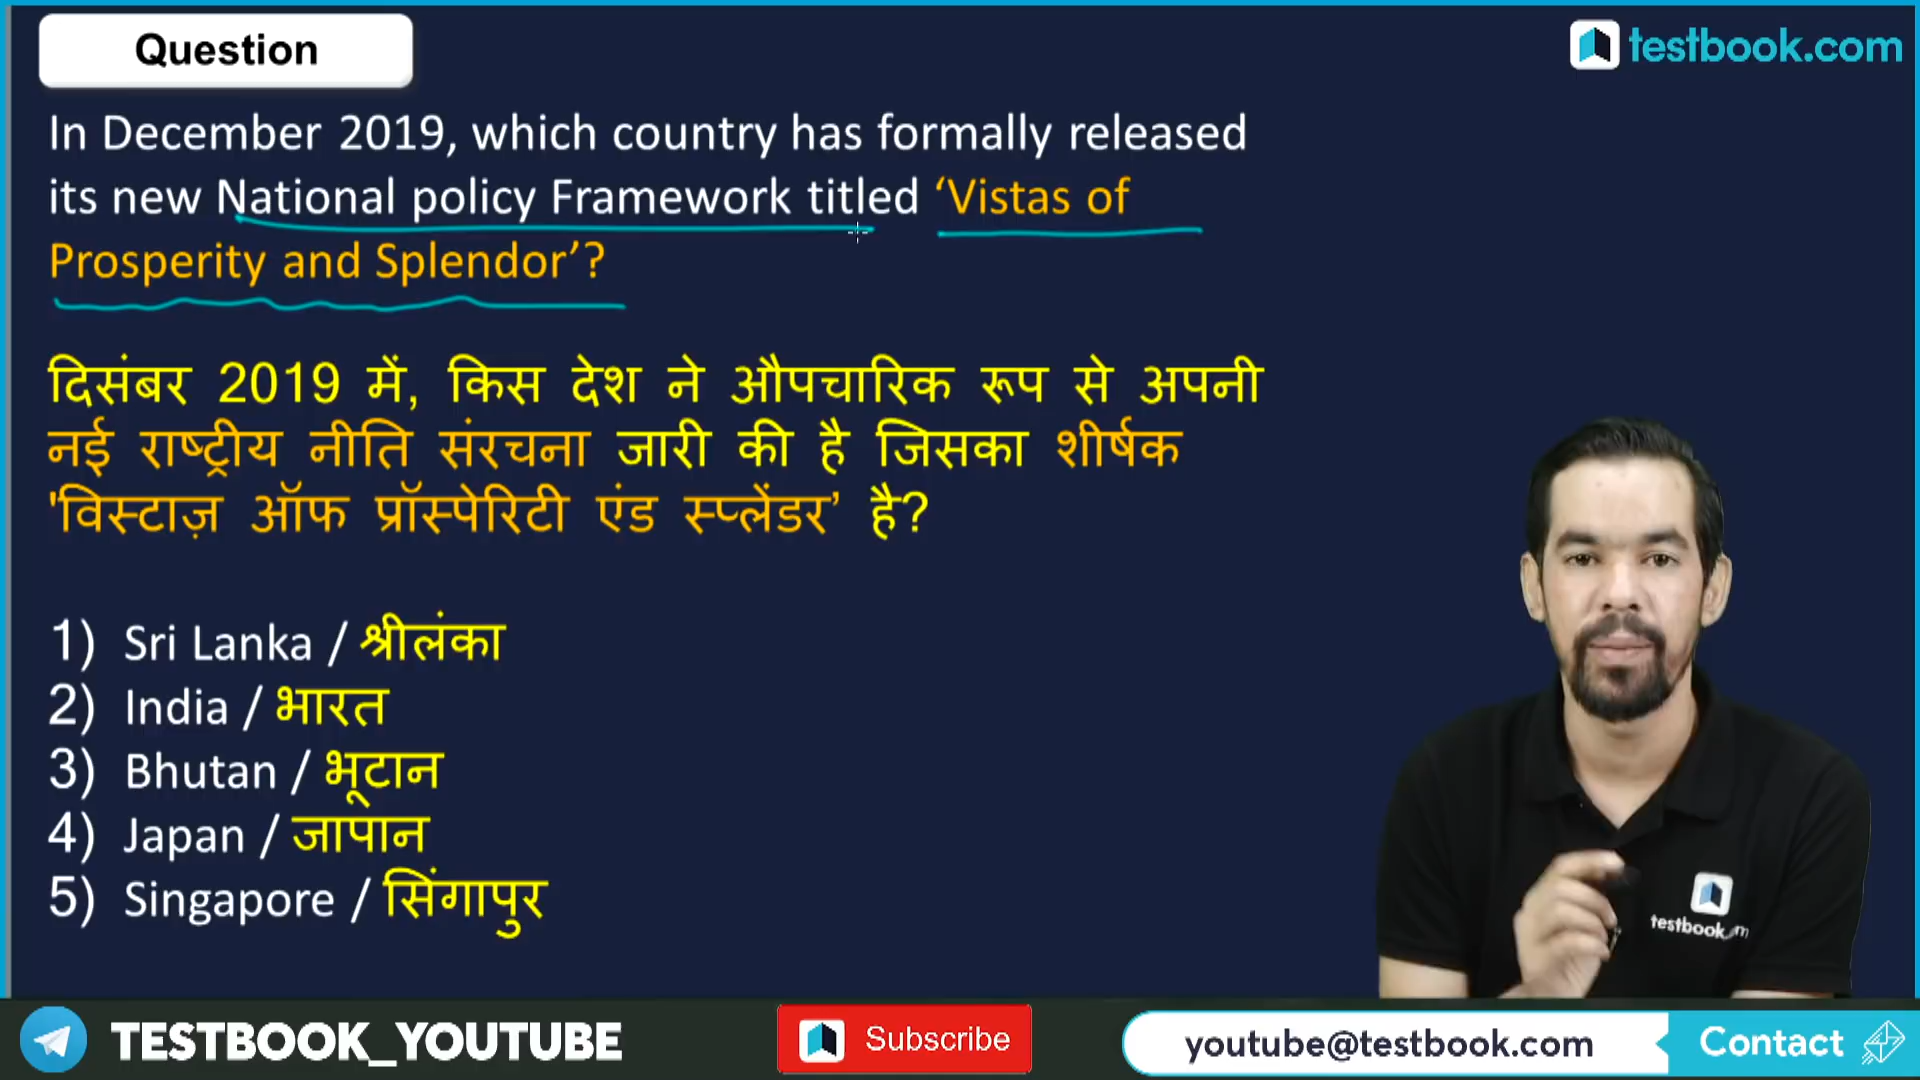 Question
testbook.com
In December 2019, which country has formally released
its new National policy Framework titled ‘Vistas of
Prosperity and Splendor’?
दिसंबर 2019 में, किस देश ने औपचारिक रूप से अपनी
नई राष्ट्रीय नीति संरचना जारी की है जिसका शीर्षक
'विस्टाज़ ऑफ प्रॉस्पेरिटी एंड स्प्लेंडर’ है?
1) Sri Lanka / श्रीलंका
2) India / भारत
3) Bhutan / भूटान
4) Japan / जापान
5) Singapore / सिंगापुर
TESTBOOK_YOUTUBE
Subscribe
youtube@testbook.com
Contact